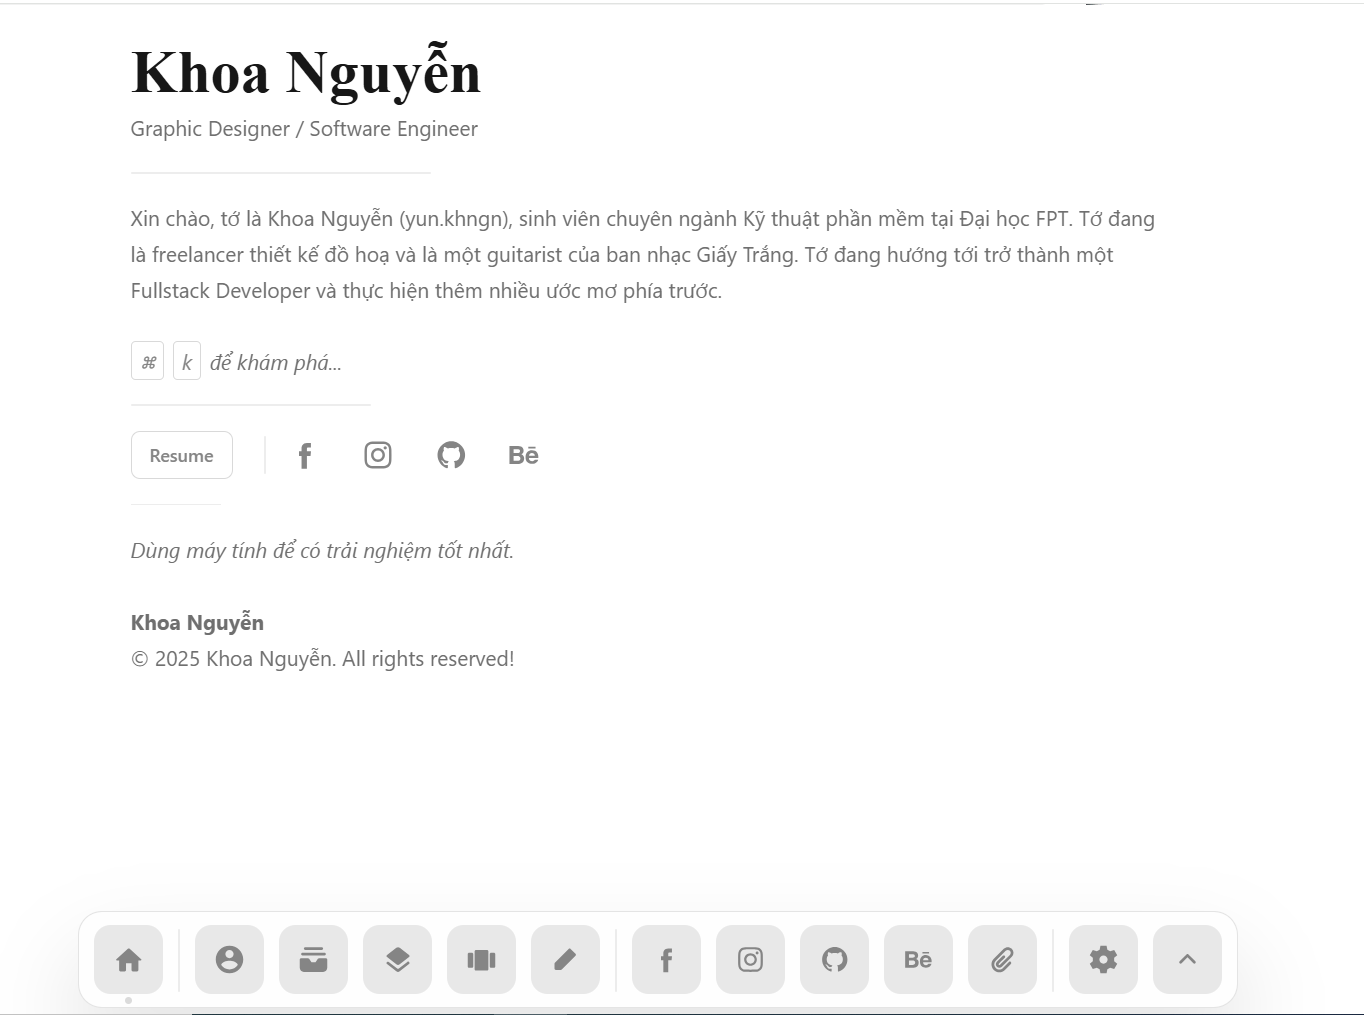 Khoa Nguyễn
Graphic Designer / Software Engineer
Xin chào, tớ là Khoa Nguyễn (yun.khngn), sinh viên chuyên ngành Kỹ thuật phần mềm tại Đại học FPT. Tớ đang
là freelancer thiết kế đồ hoạ và là một guitarist của ban nhạc Giấy Trắng. Tớ đang hướng tới trở thành một
Fullstack Developer và thực hiện thêm nhiều ước mơ phía trước.
⌘ k để khám phá...
Resume
Bē
Dùng máy tính để có trải nghiệm tốt nhất.
Khoa Nguyễn
© 2025 Khoa Nguyễn. All rights reserved!
Bē